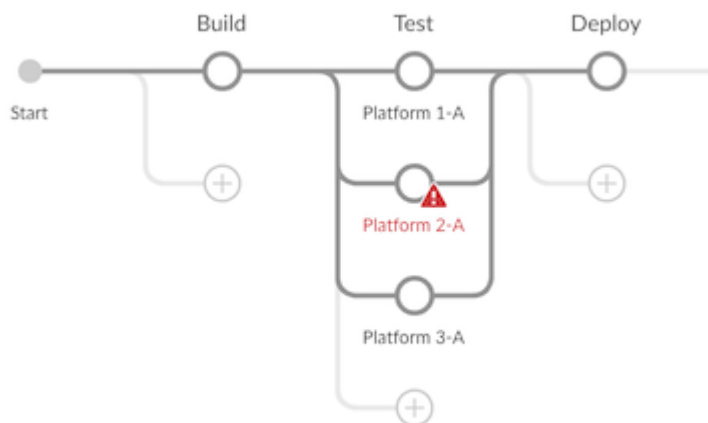 Build
Test
Deploy
Start
Platform 1-A
Platform 2-A
Platform 3-A